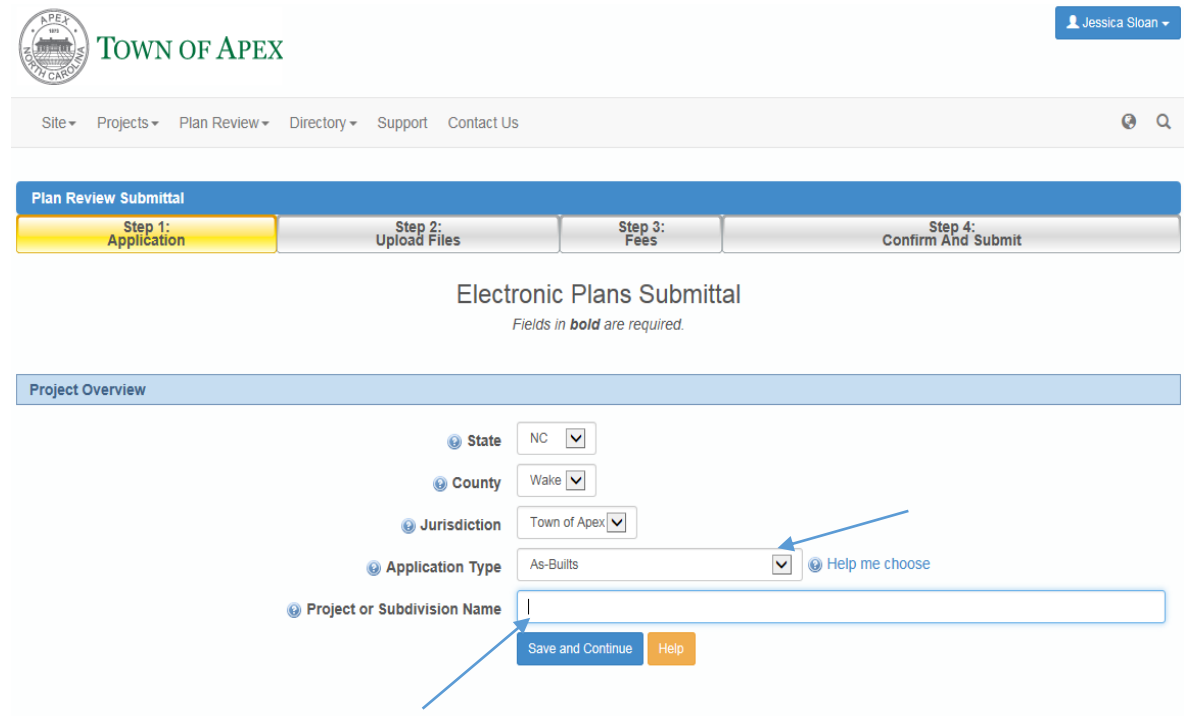 APEX
1873
NORTH CAROLINA
TOWN OF APEX
Jessica Sloan
Site
Projects
Plan Review
Directory
Support
Contact Us
Plan Review Submittal
Step 1:
Application
Step 2:
Upload Files
Step 3:
Fees
Step 4:
Confirm And Submit
Electronic Plans Submittal
Fields in bold are required.
Project Overview
State
NC
County
Wake
Jurisdiction
Town of Apex
Application Type
As-Builts
Help me choose
Project or Subdivision Name
Save and Continue
Help